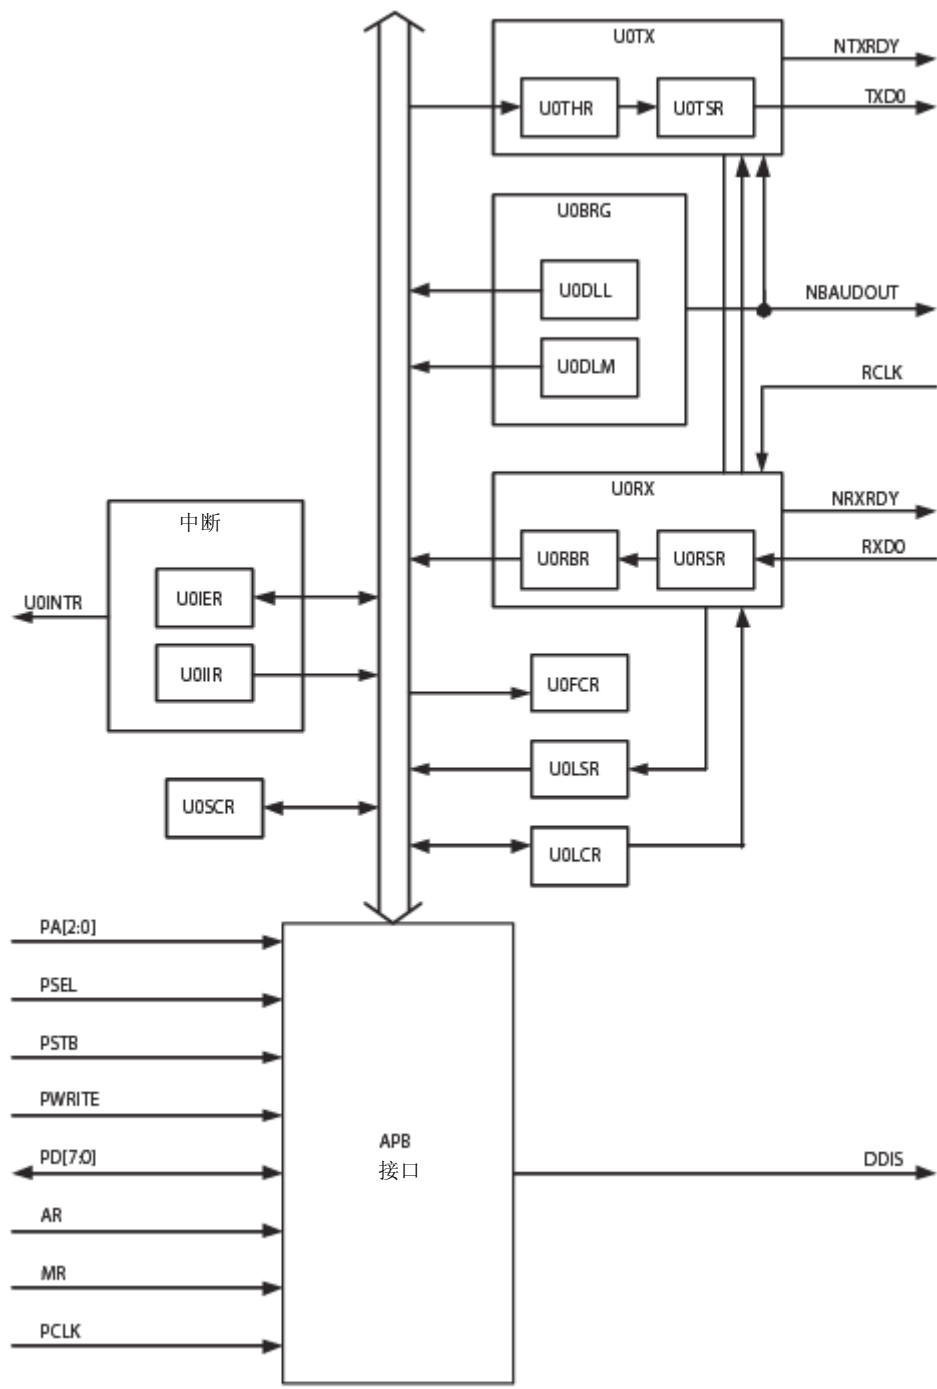 U0TX
NTXRDY
U0THR
U0TSR
TXD0
U0BRG
U0DLL
NBAUDOUT
U0DLM
RCLK
U0RX
NRXRDY
U0RBR
U0RSR
RXD0
中断
U0IER
U0INTR
U0IIR
U0FCR
U0LSR
U0SCR
U0LCR
PA[2:0]
PSEL
PSTB
PWRITE
PD[7:0]
AR
MR
PCLK
APB
接口
DDIS